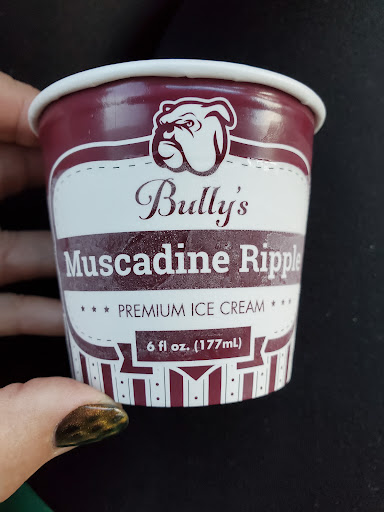 Bully's
Muscadine Ripple
★ ★ ★ PREMIUM ICE CREAM ★ ★ ★
6 fl oz. (177mL)